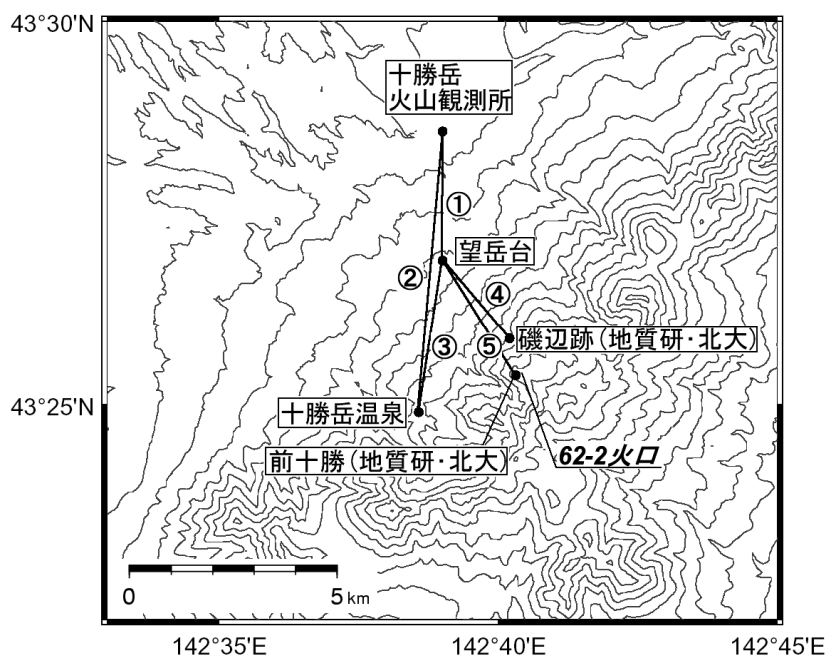 43°30'N
十勝岳
火山観測所
①
望岳台
②
④
③
⑤
磯辺跡(地質研・北大)
43°25'N
十勝岳温泉
前十勝(地質研・北大)
62-2火口
0
5 km
142°35'E
142°40'E
142°45'E